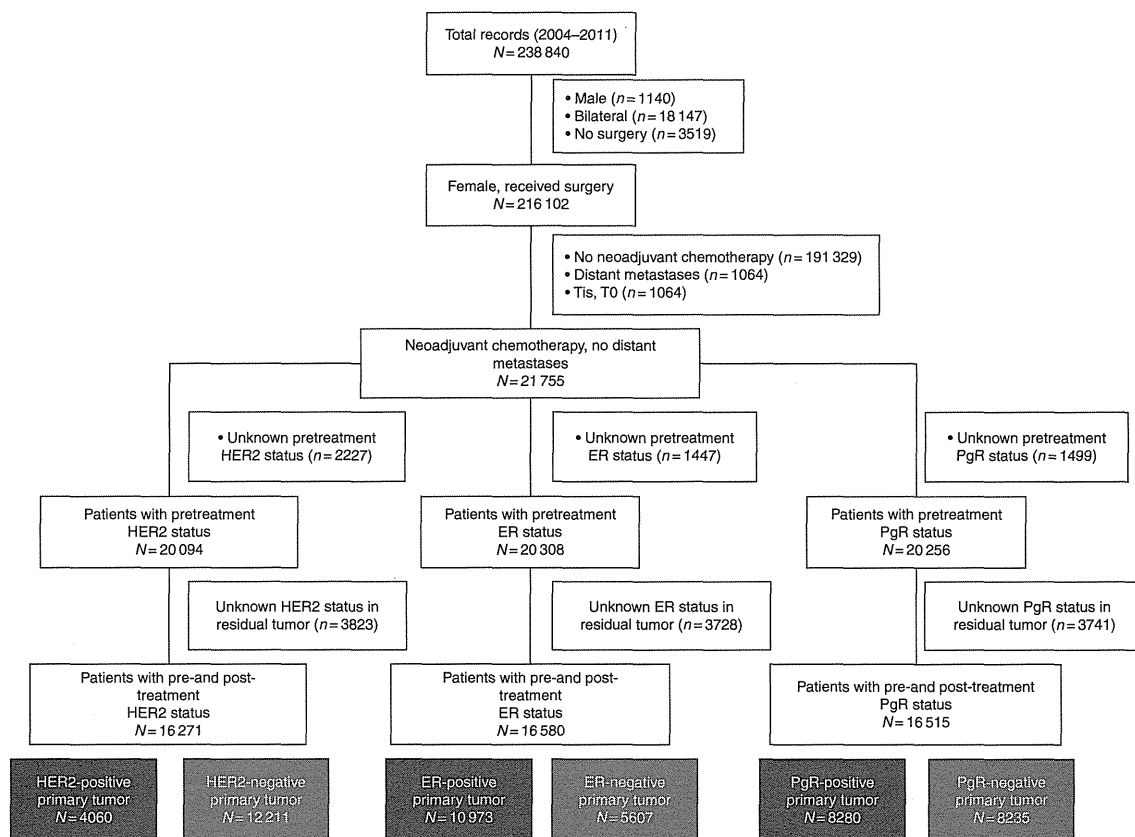 Total records (2004–2011)
N=238 840
• Male (n=1140)
• Bilateral (n=18 147)
• No surgery (n=3519)
Female, received surgery
N=216 102
• No neoadjuvant chemotherapy (n=191 329)
• Distant metastases (n=1064)
• Tis, T0 (n=1064)
Neoadjuvant chemotherapy, no distant
metastases
N=21 755
• Unknown pretreatment
HER2 status (n=2227)
• Unknown pretreatment
ER status (n=1447)
• Unknown pretreatment
PgR status (n=1499)
Patients with pretreatment
HER2 status
N=20 094
Patients with pretreatment
ER status
N=20 308
Patients with pretreatment
PgR status
N=20 256
Unknown HER2 status in
residual tumor (n=3823)
Unknown ER status in
residual tumor (n=3728)
Unknown PgR status in
residual tumor (n=3741)
Patients with pre-and post-
treatment
HER2 status
N=16 271
Patients with pre-and post-
treatment
ER status
N=16 580
Patients with pre-and post-treatment
PgR status
N=16 515
HER2-positive
primary tumor
N=4060
HER2-negative
primary tumor
N=12 211
ER-positive
primary tumor
N=10 973
ER-negative
primary tumor
N=5607
PgR-positive
primary tumor
N=8280
PgR-negative
primary tumor
N=8235